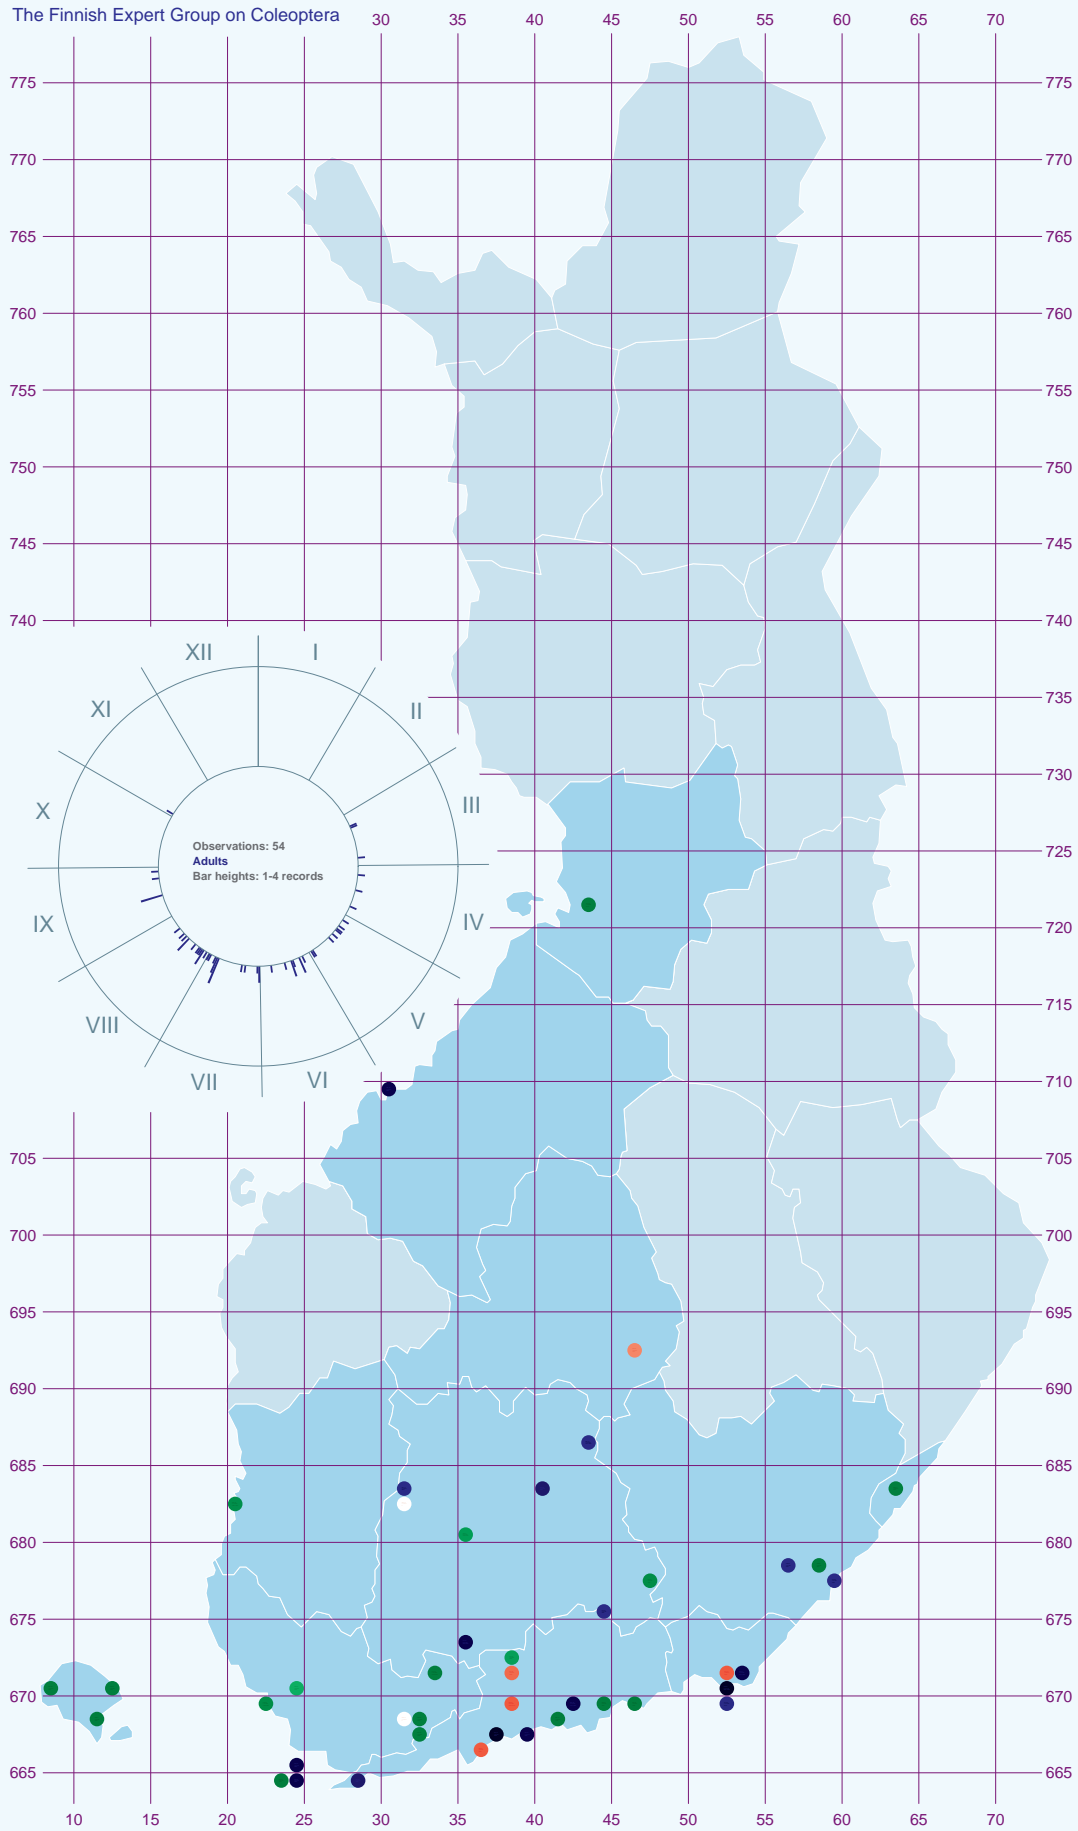 The Finnish Expert Group on Coleoptera
30 40 45 50 55 60 70
775 775
770 770
765 765
760 760
755 755
750 750
745 745
740 740
XII I
735
XI II
730
X III
Observations: 54
Adults
Bar heights: 1-4 records
725
IX IV
720
715
VIII V
VII VI
710
705 705
700 700
695 695
690 690
685 685
680 680
675 675
670 670
665 665
10 15 20 25 30 35 40 45 50 55 60 65 70